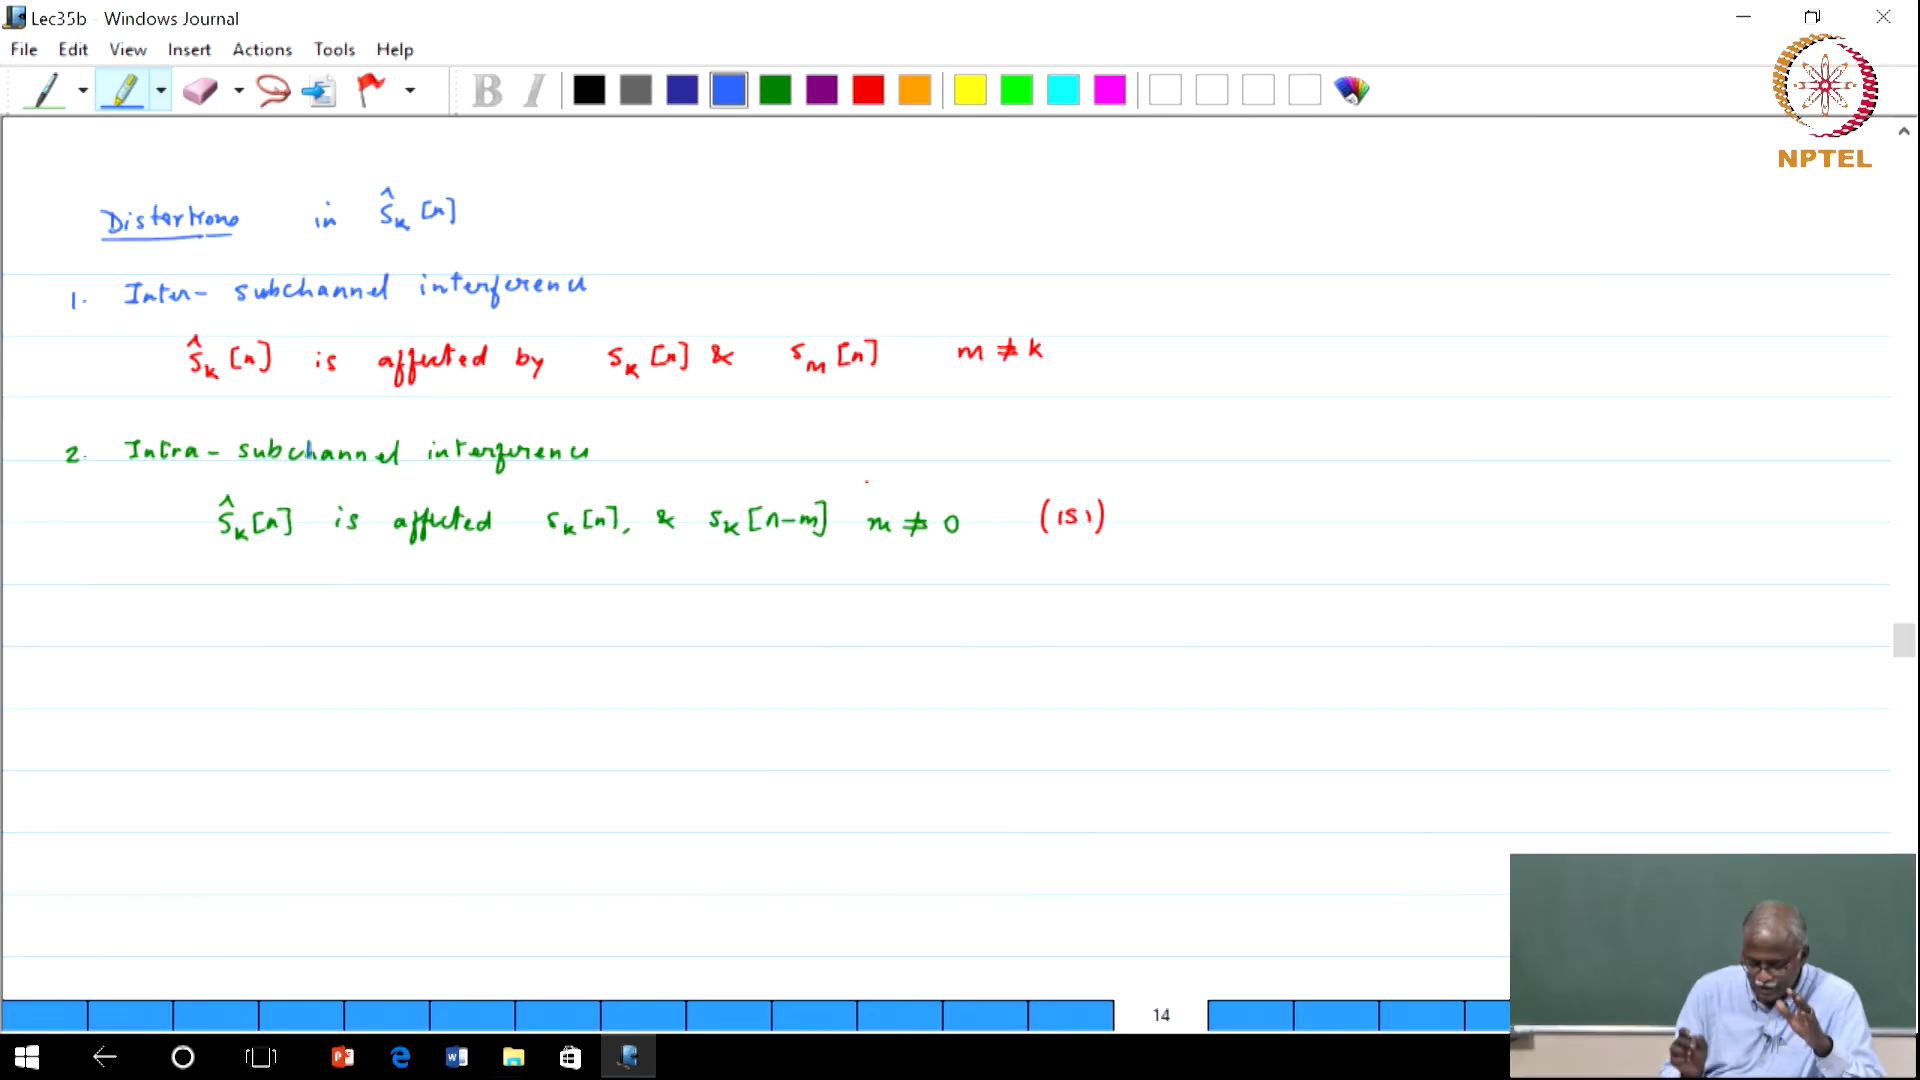 Lec35b - Windows Journal
File Edit View Insert Actions Tools Help
B I
NPTEL
Distortions in ŝₖ[n]
1. Inter-subchannel interference
ŝₖ[n] is affected by sₖ[n] & sₘ[n] m ≠ k
2. Intra-subchannel interference
ŝₖ[n] is affected sₖ[n], & sₖ[n-m] m ≠ 0 (ISI)
14